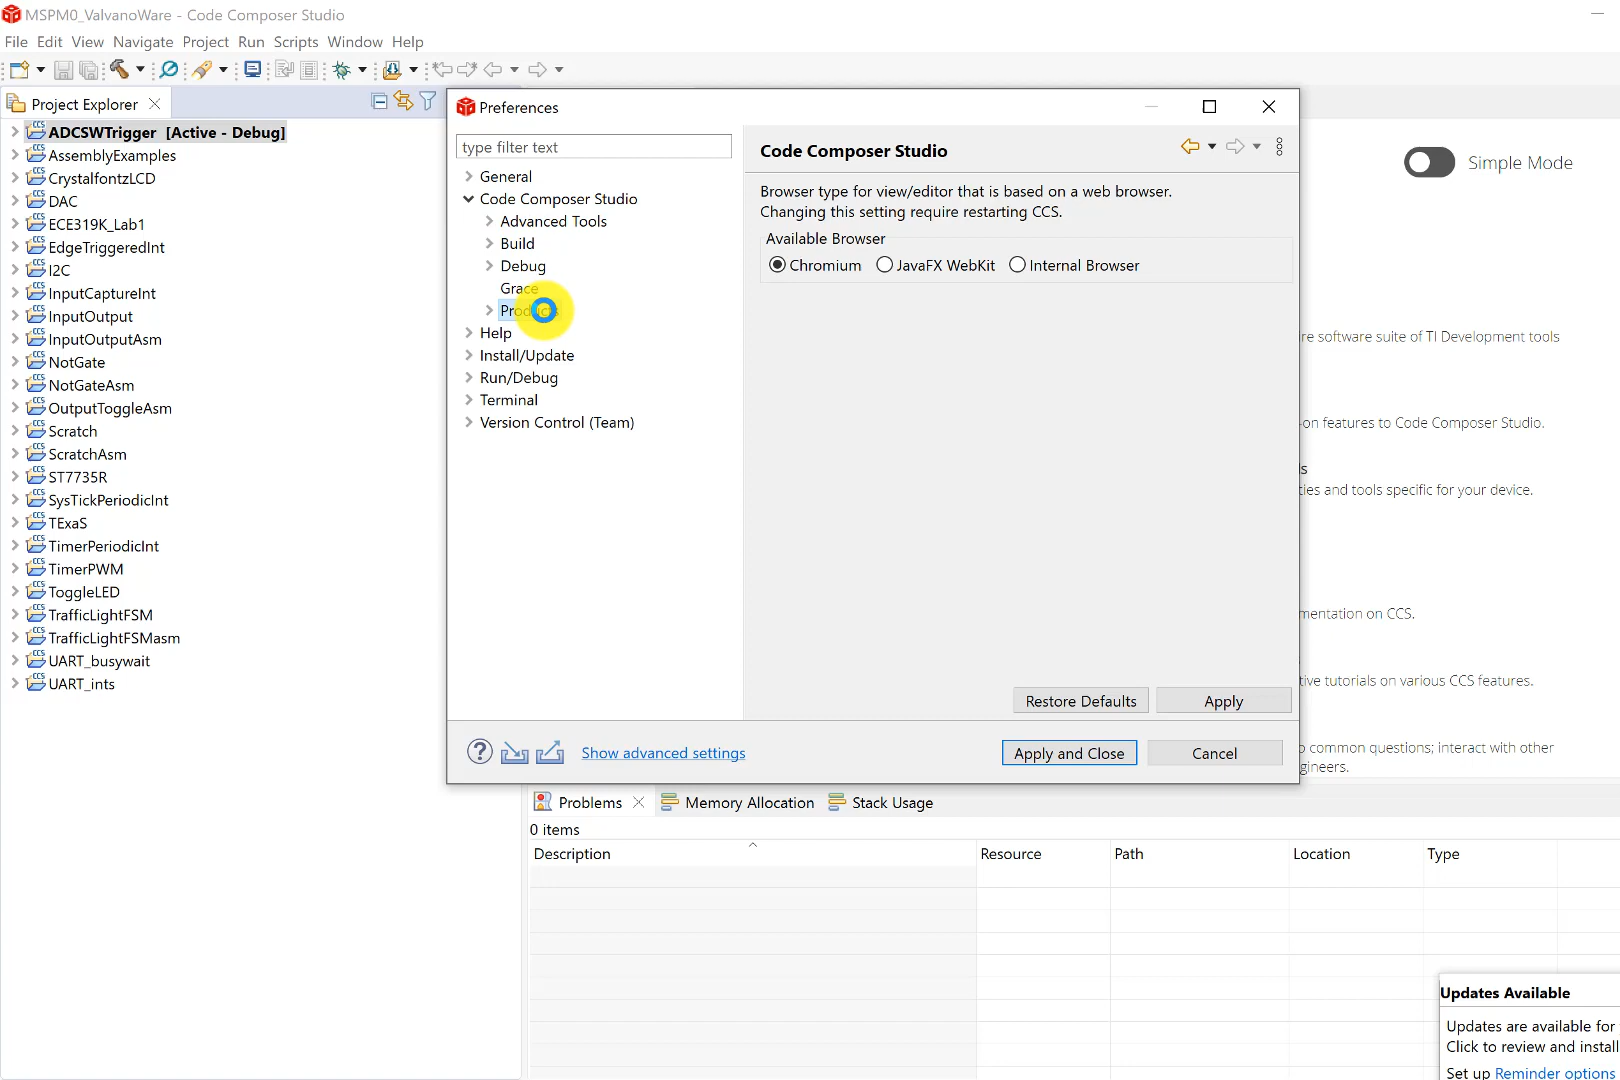 MSPM0_ValvanoWare - Code Composer Studio
File Edit View Navigate Project Run Scripts Window Help
Project Explorer
ADCSWTrigger [Active - Debug]
AssemblyExamples
CrystalfontzLCD
DAC
ECE319K_Lab1
EdgeTriggeredInt
I2C
InputCaptureInt
InputOutput
InputOutputAsm
NotGate
NotGateAsm
OutputToggleAsm
Scratch
ScratchAsm
ST7735R
SysTickPeriodicInt
TExaS
TimerPeriodicInt
TimerPWM
ToggleLED
TrafficLightFSM
TrafficLightFSMasm
UART_busywait
UART_ints
Preferences
type filter text
General
Code Composer Studio
Advanced Tools
Build
Debug
Grace
Products
Help
Install/Update
Run/Debug
Terminal
Version Control (Team)
Code Composer Studio
Browser type for view/editor that is based on a web browser.
Changing this setting require restarting CCS.
Available Browser
Chromium JavaFX WebKit Internal Browser
Restore Defaults Apply
Show advanced settings
Apply and Close Cancel
Simple Mode
re software suite of TI Development tools
-on features to Code Composer Studio.
s
ties and tools specific for your device.
mentation on CCS.
tive tutorials on various CCS features.
o common questions; interact with other
gineers.
Problems Memory Allocation Stack Usage
0 items
Description Resource Path Location Type
Updates Available
Updates are available for
Click to review and install
Set up Reminder options